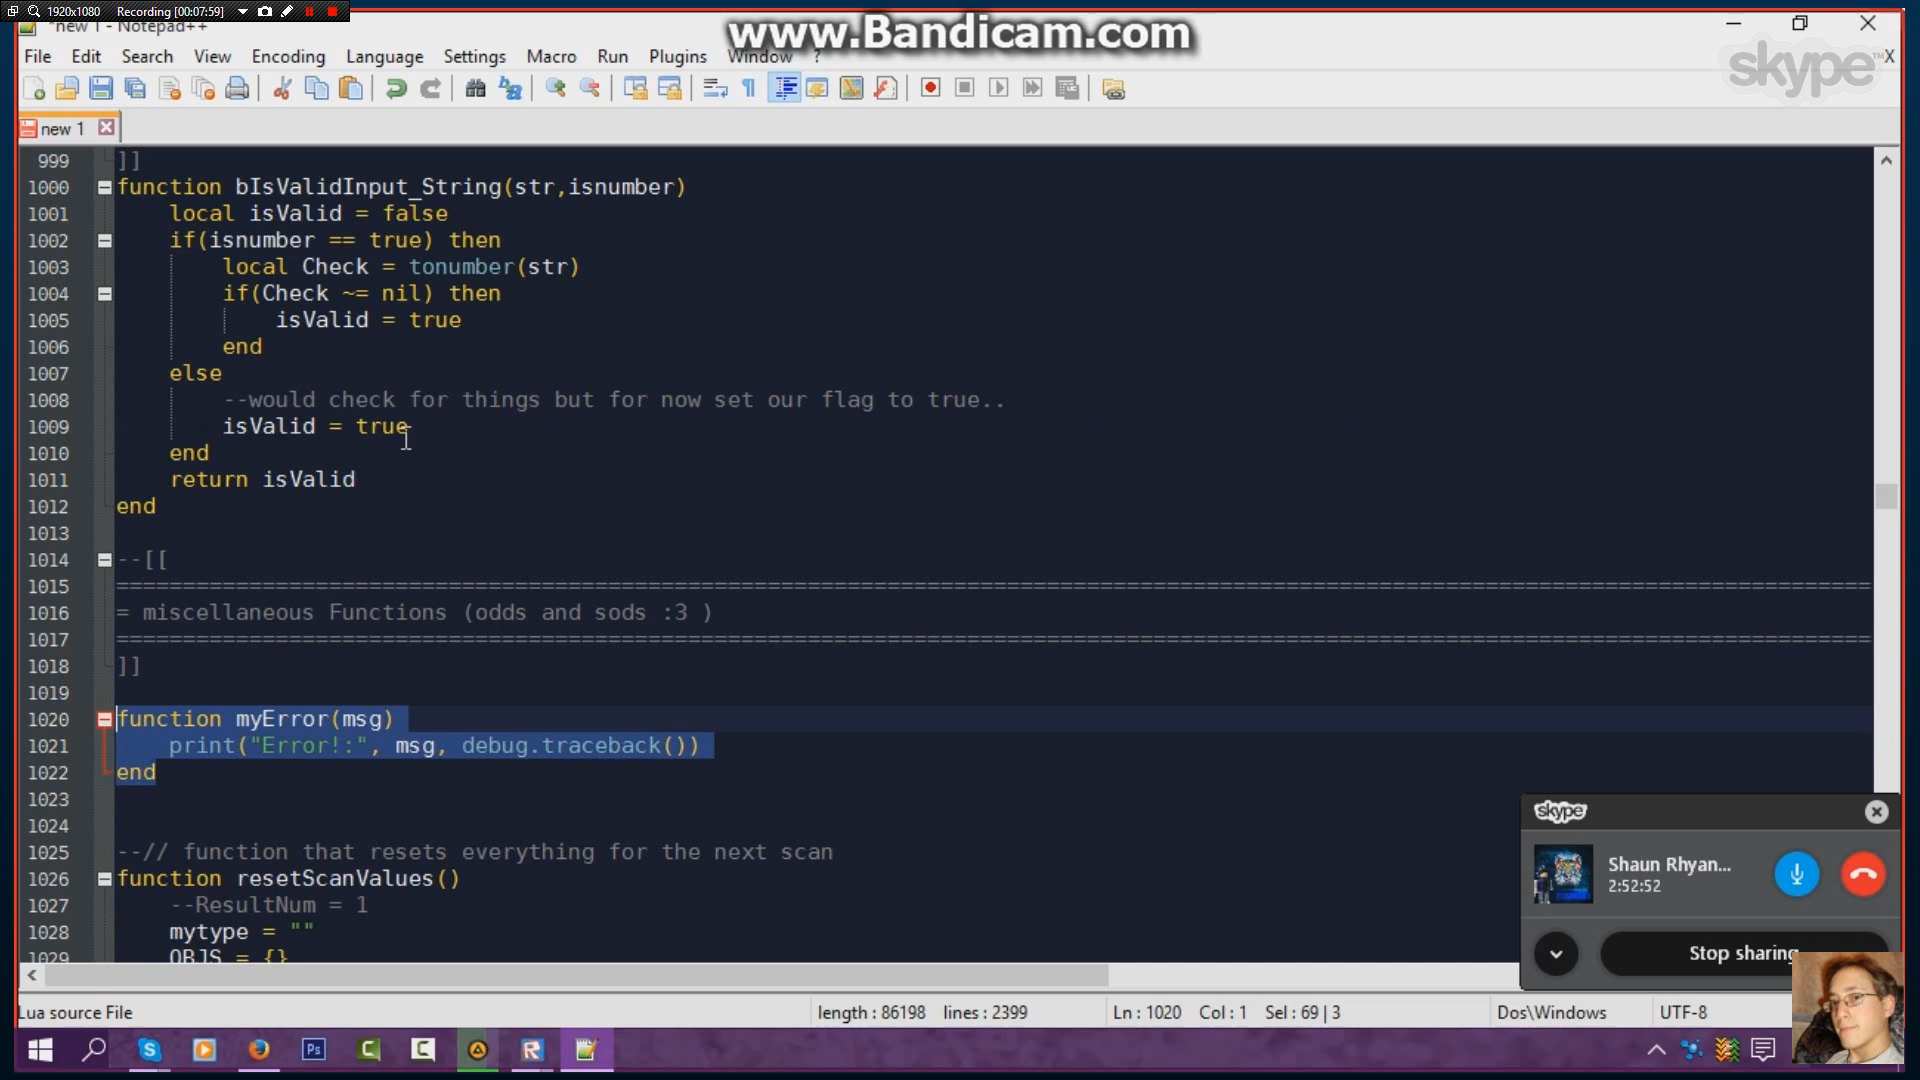 1920x1080 Recording [00:07:59]
*new 1 - Notepad++
www.Bandicam.com
File Edit Search View Encoding Language Settings Macro Run Plugins Window ? X
skype™
new 1
999 ]]
1000 function bIsValidInput_String(str,isnumber)
1001 local isValid = false
1002 if(isnumber == true) then
1003 local Check = tonumber(str)
1004 if(Check ~= nil) then
1005 isValid = true
1006 end
1007 else
1008 --would check for things but for now set our flag to true..
1009 isValid = true
1010 end
1011 return isValid
1012 end
1013
1014 --[[
1015 ====================================================================================================================================
1016 = miscellaneous Functions (odds and sods :3 )
1017 ====================================================================================================================================
1018 ]]
1019
1020 function myError(msg)
1021 print("Error!:", msg, debug.traceback())
1022 end
1023
1024
1025 --// function that resets everything for the next scan
1026 function resetScanValues()
1027 --ResultNum = 1
1028 mytype = ""
1029 OBJS = {}
skype
Shaun Rhyan...
2:52:52
Stop sharing
Lua source File length : 86198 lines : 2399 Ln : 1020 Col : 1 Sel : 69 | 3 Dos\Windows UTF-8